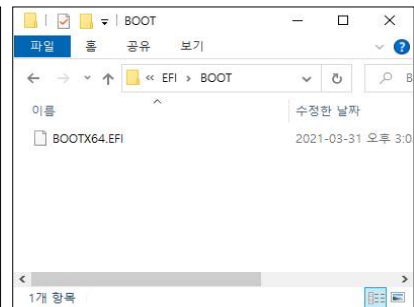 BOOT
파일 홈 공유 보기
« EFI › BOOT
이름 수정한 날짜
BOOTX64.EFI 2021-03-31 오후 3:0
1개 항목